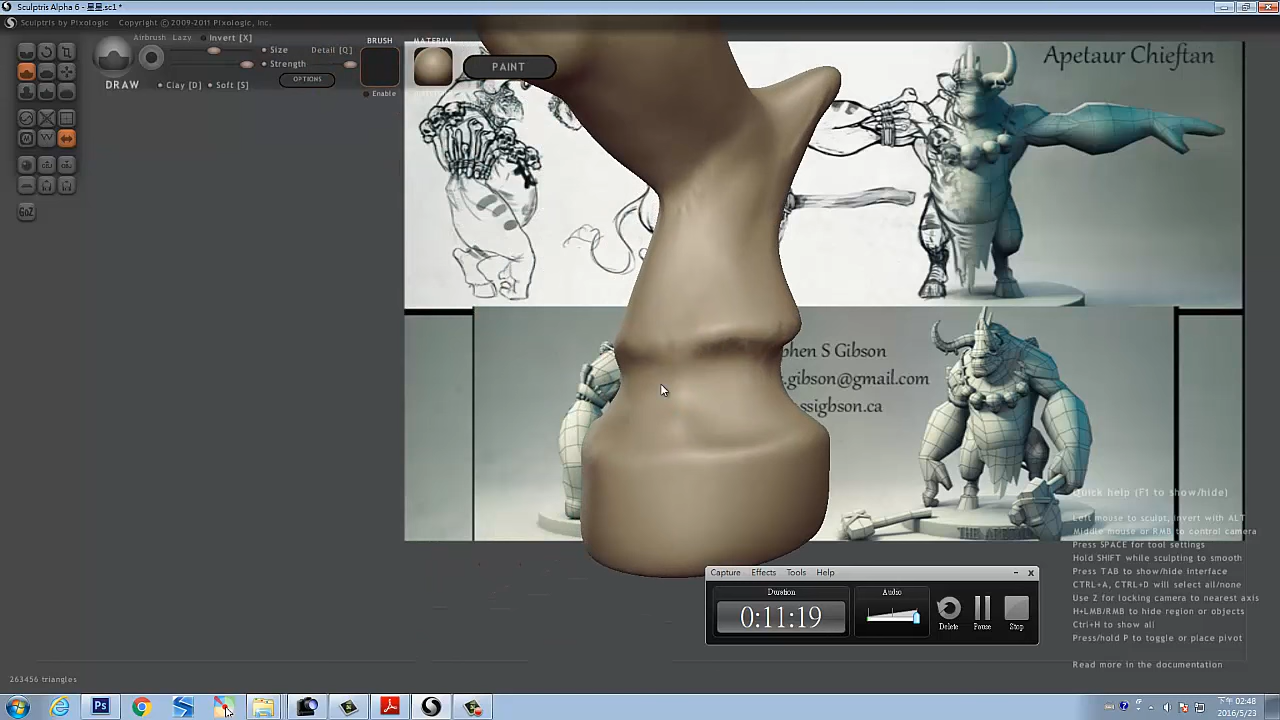 Sculptris Alpha 6 - 星星.sc1 *
Sculptris by Pixologic Copyright © 2009-2011 Pixologic, Inc.
Airbrush Lazy Invert [X]
Size Detail [Q]
Strength
OPTIONS
DRAW Clay [D] Soft [S]
BRUSH
Enable
MATERIAL
PAINT
GoZ
Apetaur Chieftan
phen S Gibson
.gibson@gmail.com
ssigbson.ca
Quick help (F1 to show/hide)
Left mouse to sculpt, invert with ALT
Middle mouse or RMB to control camera
Press SPACE for tool settings
Hold SHIFT while sculpting to smooth
Press TAB to show/hide interface
CTRL+A, CTRL+D will select all/none
Use Z for locking camera to nearest axis
H+LMB/RMB to hide region or objects
Ctrl+H to show all
Press/hold P to toggle or place pivot
Read more in the documentation
Capture Effects Tools Help
Duration
0:11:19
Audio
Delete Pause Stop
263456 triangles
Ps
下午 02:48
2016/5/23